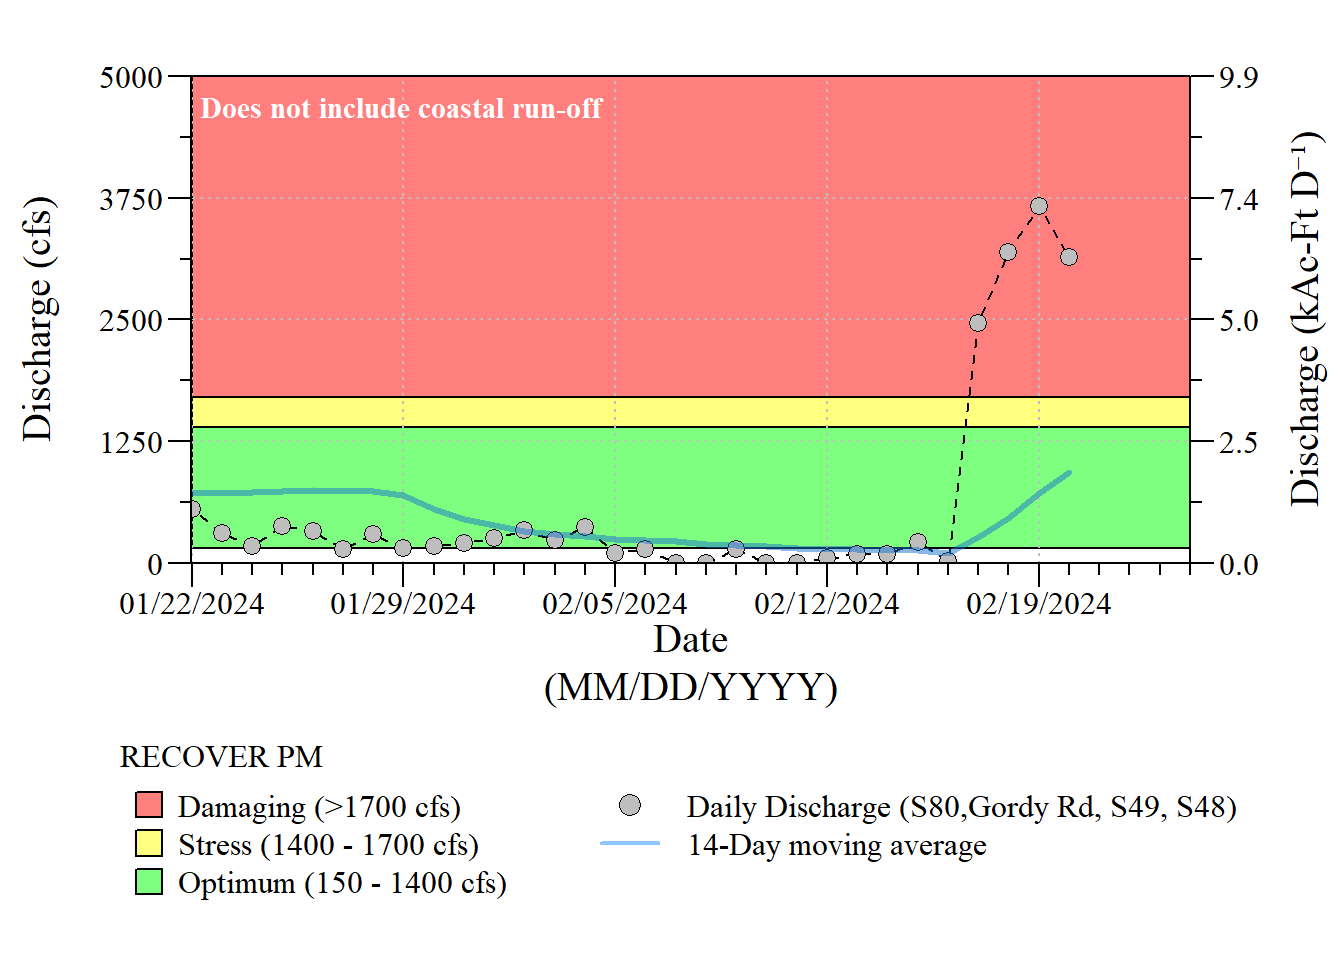 Does not include coastal run-off
5000
3750
2500
1250
0
Discharge (cfs)
9.9
7.4
5.0
2.5
0.0
Discharge (kAc-Ft D⁻¹)
01/22/2024 01/29/2024 02/05/2024 02/12/2024 02/19/2024
Date
(MM/DD/YYYY)
RECOVER PM
Damaging (>1700 cfs)
Stress (1400 - 1700 cfs)
Optimum (150 - 1400 cfs)
Daily Discharge (S80,Gordy Rd, S49, S48)
14-Day moving average